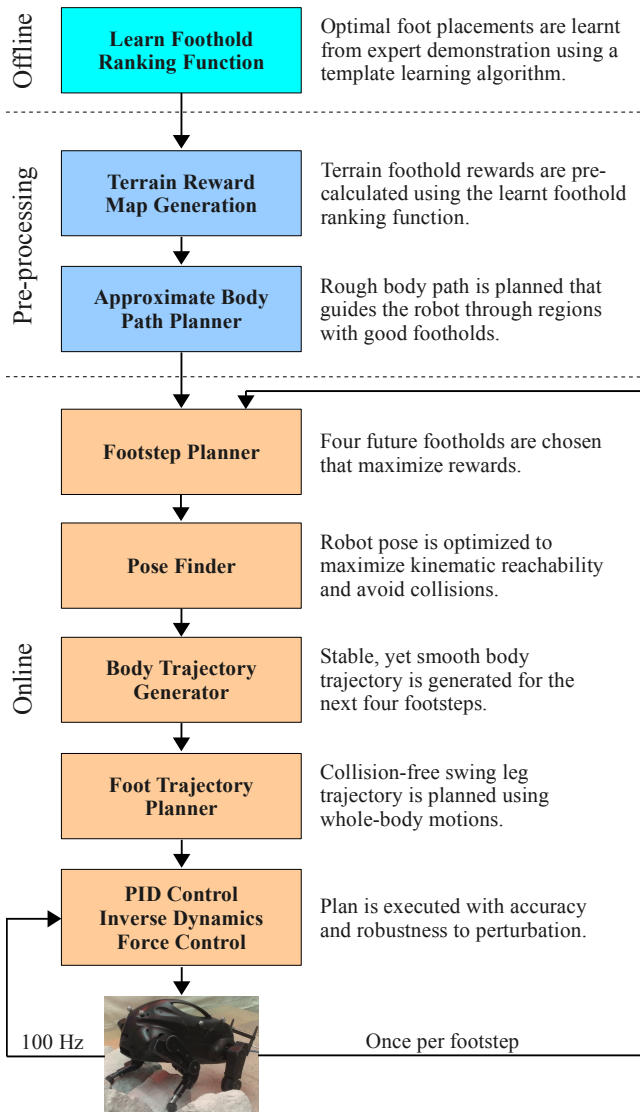 Offline
Learn Foothold
Ranking Function
Optimal foot placements are learnt
from expert demonstration using a
template learning algorithm.
Pre-processing
Terrain Reward
Map Generation
Terrain foothold rewards are pre-
calculated using the learnt foothold
ranking function.
Approximate Body
Path Planner
Rough body path is planned that
guides the robot through regions
with good footholds.
Online
Footstep Planner
Four future footholds are chosen
that maximize rewards.
Pose Finder
Robot pose is optimized to
maximize kinematic reachability
and avoid collisions.
Body Trajectory
Generator
Stable, yet smooth body
trajectory is generated for the
next four footsteps.
Foot Trajectory
Planner
Collision-free swing leg
trajectory is planned using
whole-body motions.
PID Control
Inverse Dynamics
Force Control
Plan is executed with accuracy
and robustness to perturbation.
100 Hz
Once per footstep